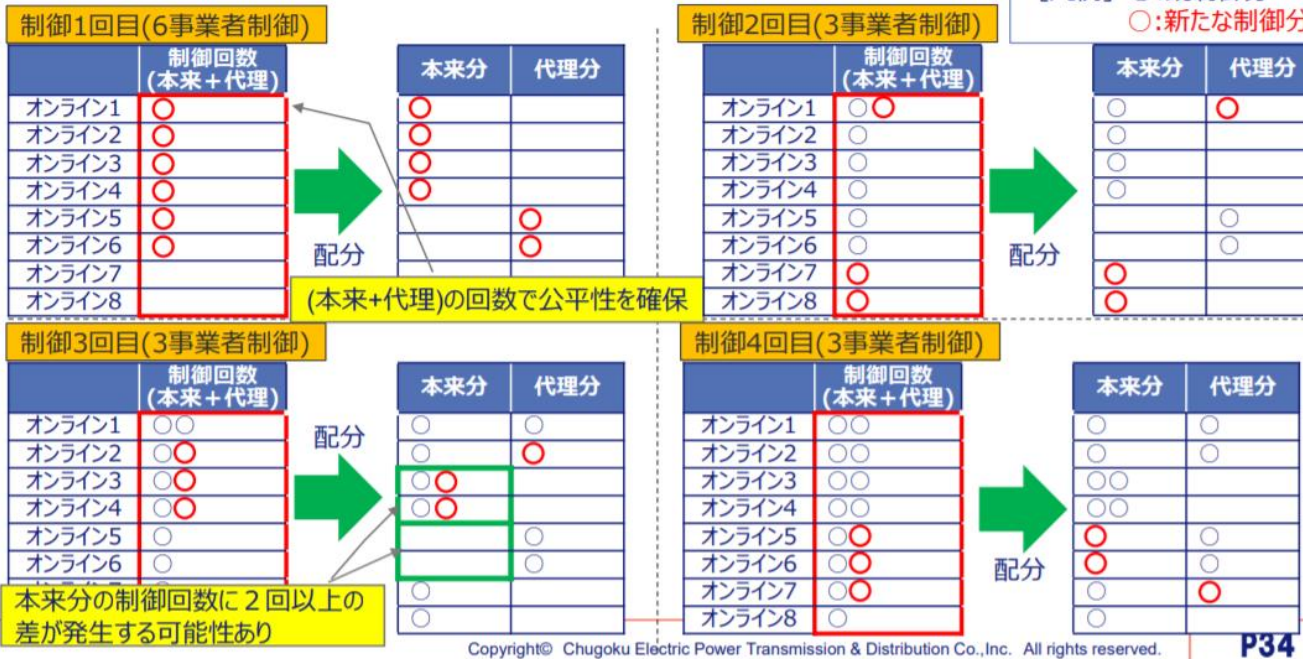 ○:新たな制御分
制御1回目(6事業者制御)
制御回数
(本来+代理)
本来分
代理分
オンライン1 ○ ○
オンライン2 ○ ○
オンライン3 ○ ○
オンライン4 ○ ○
オンライン5 ○ ○
オンライン6 ○ ○
オンライン7
オンライン8
配分
(本来+代理)の回数で公平性を確保
制御2回目(3事業者制御)
制御回数
(本来+代理)
本来分
代理分
オンライン1 ○○ ○ ○
オンライン2 ○ ○
オンライン3 ○ ○
オンライン4 ○ ○
オンライン5 ○ ○
オンライン6 ○ ○
オンライン7 ○ ○
オンライン8 ○ ○
配分
制御3回目(3事業者制御)
制御回数
(本来+代理)
本来分
代理分
オンライン1 ○○ ○ ○
オンライン2 ○○ ○ ○
オンライン3 ○○ ○○
オンライン4 ○○ ○○
オンライン5 ○ ○
オンライン6 ○ ○
○
○
配分
本来分の制御回数に2回以上の
差が発生する可能性あり
制御4回目(3事業者制御)
制御回数
(本来+代理)
本来分
代理分
オンライン1 ○○ ○ ○
オンライン2 ○○ ○ ○
オンライン3 ○○ ○○
オンライン4 ○○ ○○
オンライン5 ○○ ○ ○
オンライン6 ○○ ○ ○
オンライン7 ○○ ○ ○
オンライン8 ○ ○
配分
Copyright© Chugoku Electric Power Transmission & Distribution Co.,Inc. All rights reserved.
P34